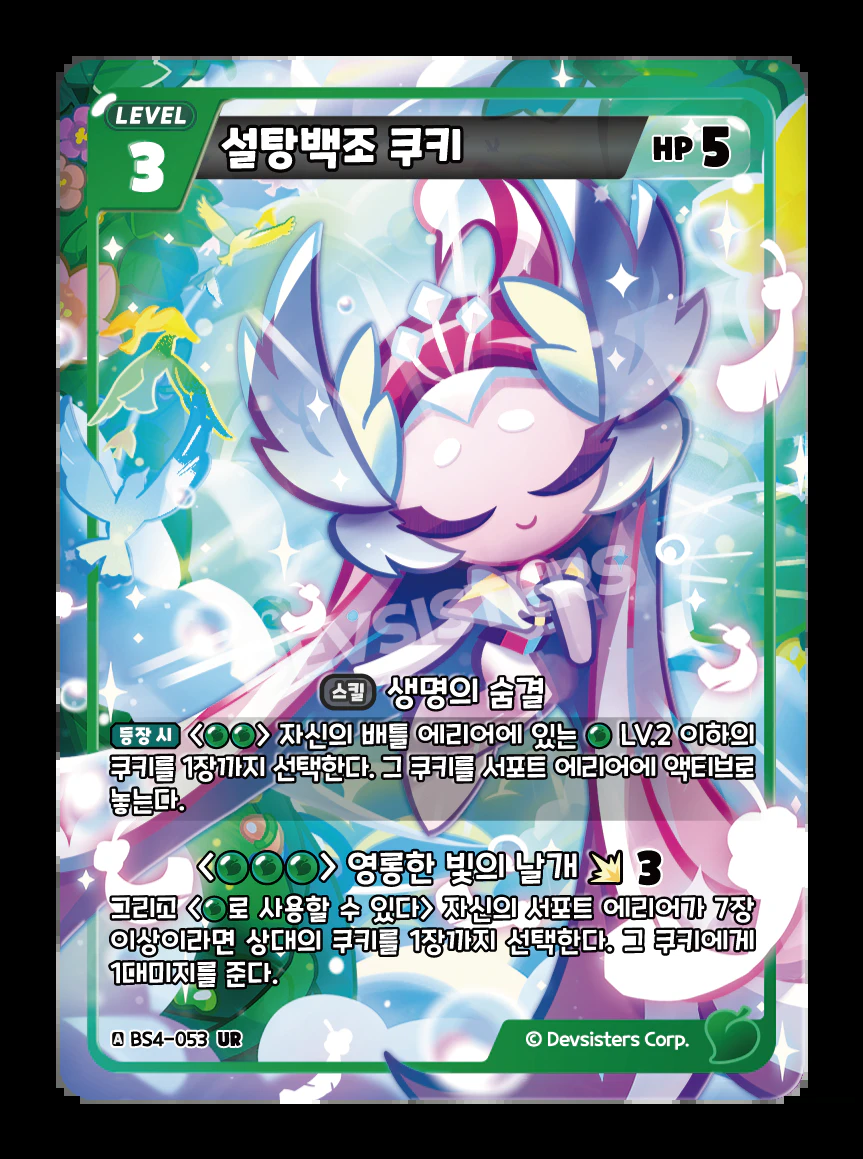 LEVEL
3
설탕백조 쿠키
HP 5
DEVSISTERS
스킬 생명의 숨결
등장 시 < > 자신의 배틀 에리어에 있는 LV.2 이하의
쿠키를 1장까지 선택한다. 그 쿠키를 서포트 에리어에 액티브로
놓는다.
< > 영롱한 빛의 날개 3
그리고 < 로 사용할 수 있다> 자신의 서포트 에리어가 7장
이상이라면 상대의 쿠키를 1장까지 선택한다. 그 쿠키에게
1대미지를 준다.
A BS4-053 UR
© Devsisters Corp.